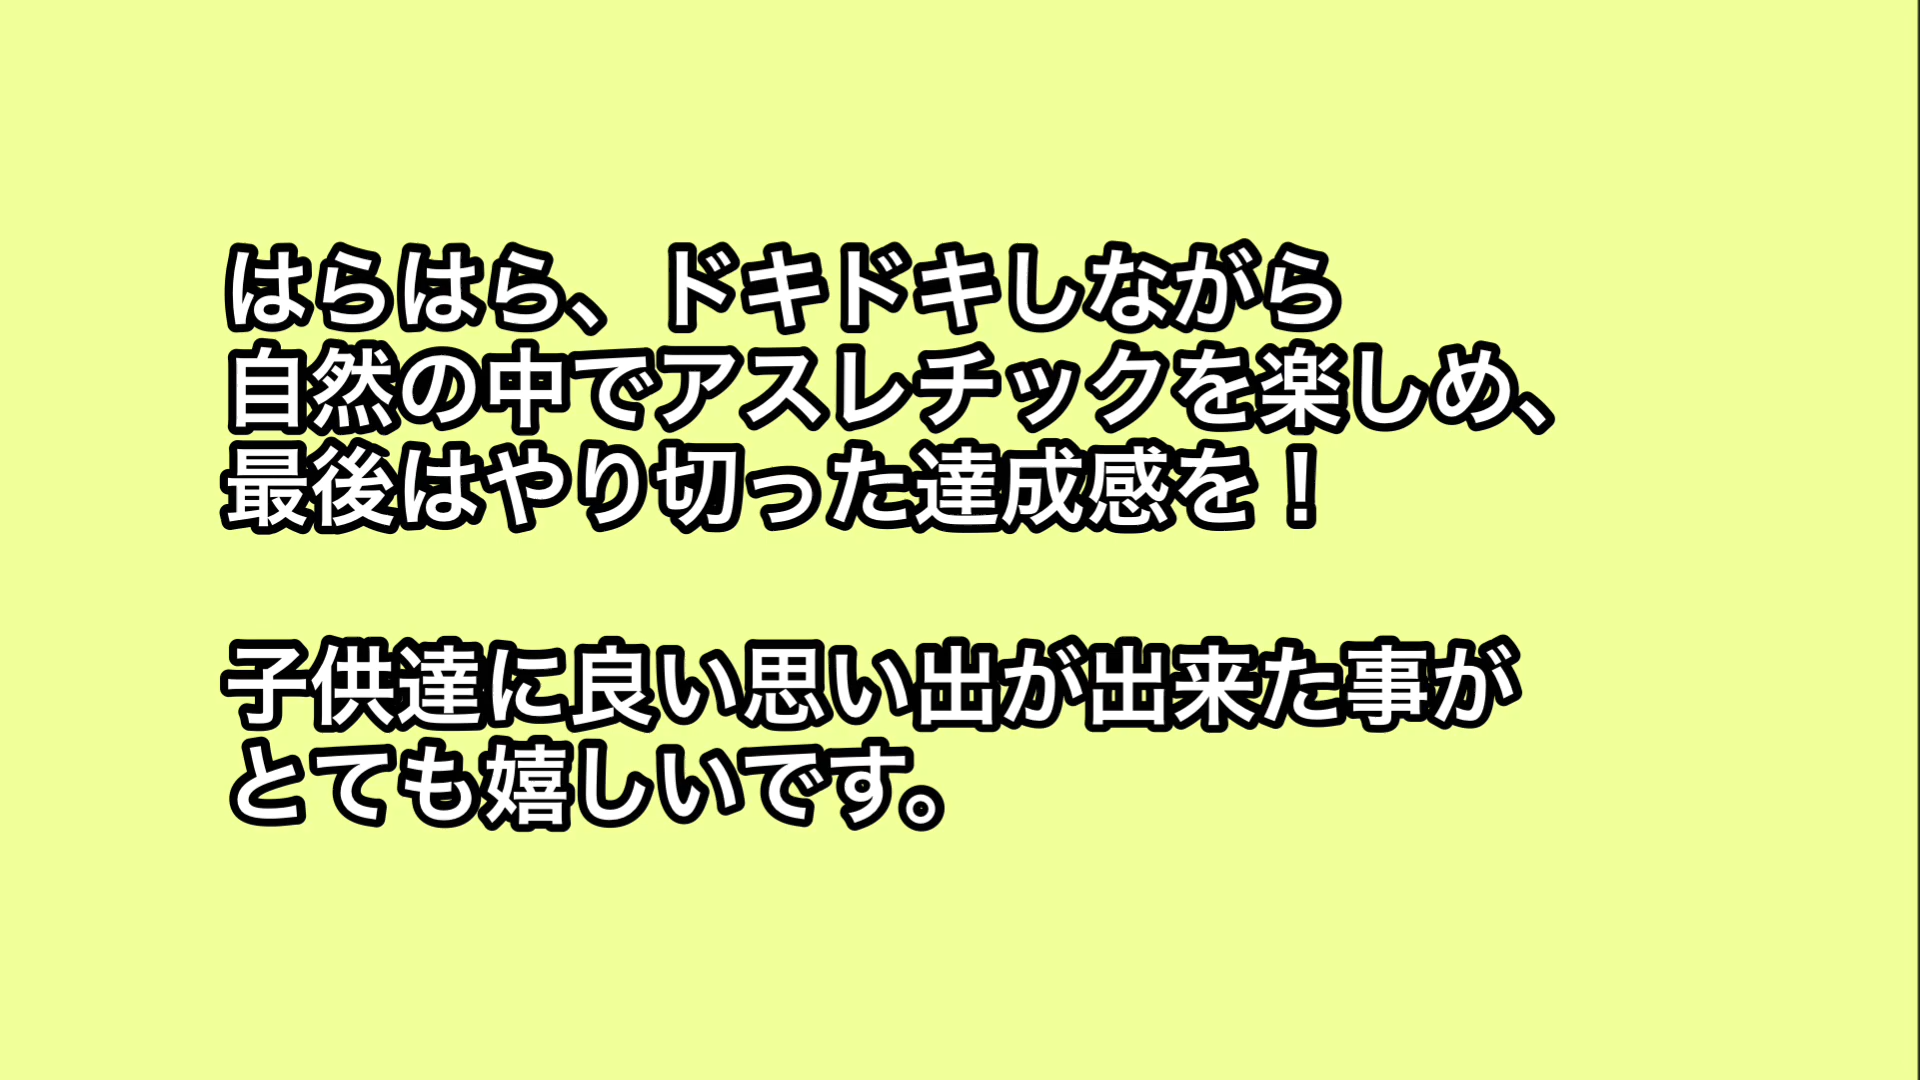 はらはら、ドキドキしながら
自然の中でアスレチックを楽しめ、
最後はやり切った達成感を！
子供達に良い思い出が出来た事が
とても嬉しいです。